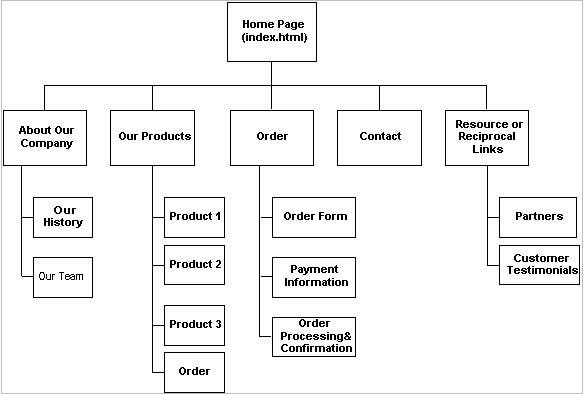 Home Page
(index.html)
About Our
Company
Our Products
Order
Contact
Resource or
Reciprocal
Links
Our
History
Our Team
Product 1
Product 2
Product 3
Order
Order Form
Payment
Information
Order
Processing&
Confirmation
Partners
Customer
Testimonials